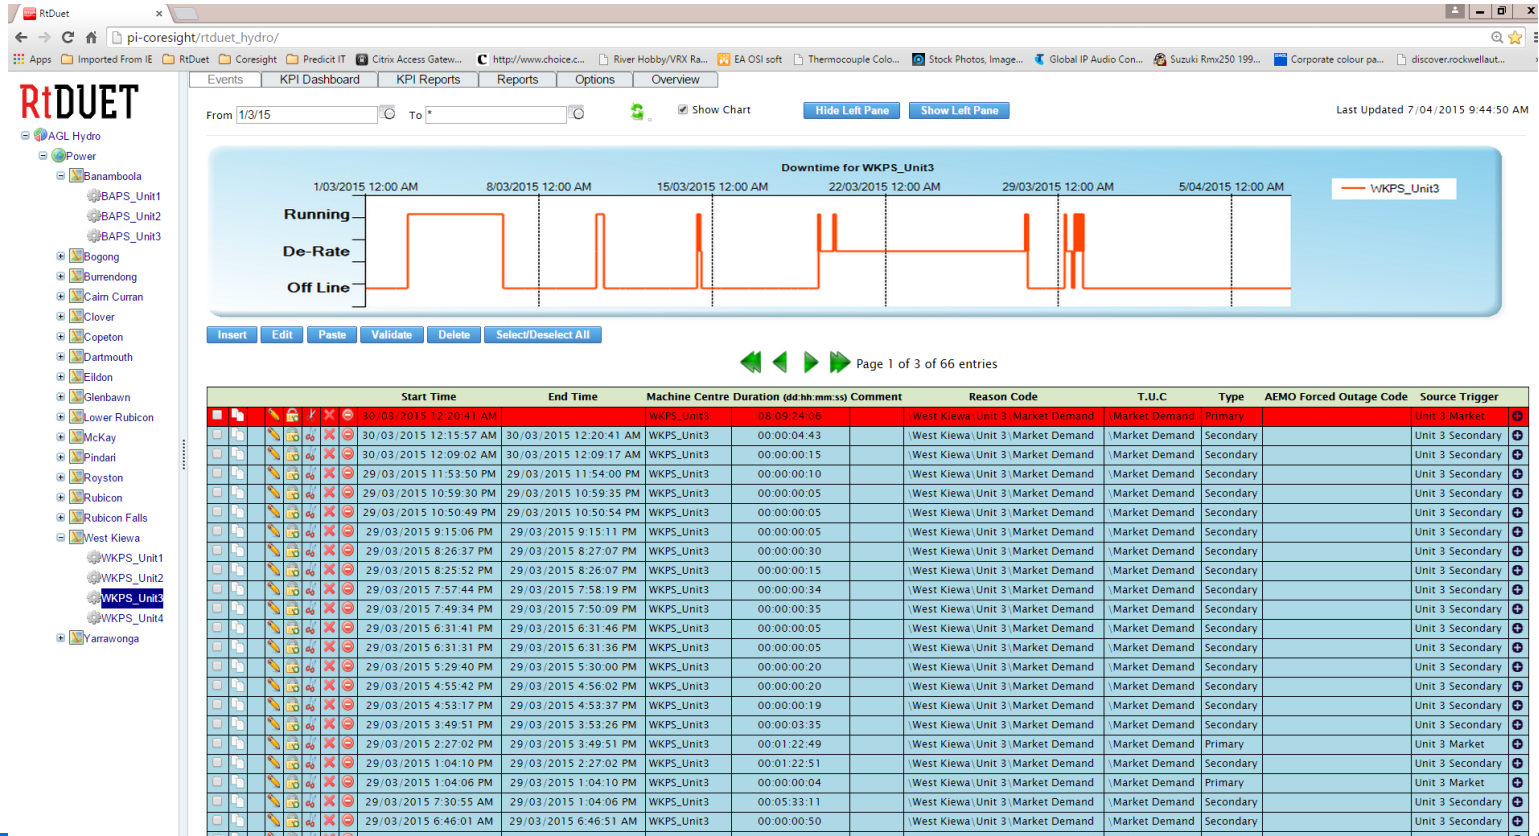 RtDuet
pi-coresight/rtduet_hydro/
Apps Imported From IE RtDuet Coresight Predicit IT Citrix Access Gatew... http://www.choice.c... River Hobby/VRX Ra... EA OSI soft Thermocouple Colo... Stock Photos, Image... Global IP Audio Con... Suzuki Rmx250 199... Corporate colour pa... discover.rockwellaut...
Events KPI Dashboard KPI Reports Reports Options Overview
RtDUET
From 1/3/15 To * Show Chart Hide Left Pane Show Left Pane Last Updated 7/04/2015 9:44:50 AM
AGL Hydro
Power
Banamboola
BAPS_Unit1
BAPS_Unit2
BAPS_Unit3
Bogong
Burrendong
Cairn Curran
Clover
Copeton
Dartmouth
Eildon
Glenbawn
Lower Rubicon
McKay
Pindari
Royston
Rubicon
Rubicon Falls
West Kiewa
WKPS_Unit1
WKPS_Unit2
WKPS_Unit3
WKPS_Unit4
Yarrawonga
Downtime for WKPS_Unit3
1/03/2015 12:00 AM 8/03/2015 12:00 AM 15/03/2015 12:00 AM 22/03/2015 12:00 AM 29/03/2015 12:00 AM 5/04/2015 12:00 AM
WKPS_Unit3
Running
De-Rate
Off Line
Insert Edit Paste Validate Delete Select/Deselect All
Page 1 of 3 of 66 entries
Start Time End Time Machine Centre Duration (dd:hh:mm:ss) Comment Reason Code T.U.C Type AEMO Forced Outage Code Source Trigger
30/03/2015 12:20:41 AM WKPS_Unit3 08:09:24:06 \West Kiewa\Unit 3\Market Demand \Market Demand Primary Unit 3 Market
30/03/2015 12:15:57 AM 30/03/2015 12:20:41 AM WKPS_Unit3 00:00:04:43 \West Kiewa\Unit 3\Market Demand \Market Demand Secondary Unit 3 Secondary
30/03/2015 12:09:02 AM 30/03/2015 12:09:17 AM WKPS_Unit3 00:00:00:15 \West Kiewa\Unit 3\Market Demand \Market Demand Secondary Unit 3 Secondary
29/03/2015 11:53:50 PM 29/03/2015 11:54:00 PM WKPS_Unit3 00:00:00:10 \West Kiewa\Unit 3\Market Demand \Market Demand Secondary Unit 3 Secondary
29/03/2015 10:59:30 PM 29/03/2015 10:59:35 PM WKPS_Unit3 00:00:00:05 \West Kiewa\Unit 3\Market Demand \Market Demand Secondary Unit 3 Secondary
29/03/2015 10:50:49 PM 29/03/2015 10:50:54 PM WKPS_Unit3 00:00:00:05 \West Kiewa\Unit 3\Market Demand \Market Demand Secondary Unit 3 Secondary
29/03/2015 9:15:06 PM 29/03/2015 9:15:11 PM WKPS_Unit3 00:00:00:05 \West Kiewa\Unit 3\Market Demand \Market Demand Secondary Unit 3 Secondary
29/03/2015 8:26:37 PM 29/03/2015 8:27:07 PM WKPS_Unit3 00:00:00:30 \West Kiewa\Unit 3\Market Demand \Market Demand Secondary Unit 3 Secondary
29/03/2015 8:25:52 PM 29/03/2015 8:26:07 PM WKPS_Unit3 00:00:00:15 \West Kiewa\Unit 3\Market Demand \Market Demand Secondary Unit 3 Secondary
29/03/2015 7:57:44 PM 29/03/2015 7:58:19 PM WKPS_Unit3 00:00:00:34 \West Kiewa\Unit 3\Market Demand \Market Demand Secondary Unit 3 Secondary
29/03/2015 7:49:34 PM 29/03/2015 7:50:09 PM WKPS_Unit3 00:00:00:35 \West Kiewa\Unit 3\Market Demand \Market Demand Secondary Unit 3 Secondary
29/03/2015 6:31:41 PM 29/03/2015 6:31:46 PM WKPS_Unit3 00:00:00:05 \West Kiewa\Unit 3\Market Demand \Market Demand Secondary Unit 3 Secondary
29/03/2015 6:31:31 PM 29/03/2015 6:31:36 PM WKPS_Unit3 00:00:00:05 \West Kiewa\Unit 3\Market Demand \Market Demand Secondary Unit 3 Secondary
29/03/2015 5:29:40 PM 29/03/2015 5:30:00 PM WKPS_Unit3 00:00:00:20 \West Kiewa\Unit 3\Market Demand \Market Demand Secondary Unit 3 Secondary
29/03/2015 4:55:42 PM 29/03/2015 4:56:02 PM WKPS_Unit3 00:00:00:20 \West Kiewa\Unit 3\Market Demand \Market Demand Secondary Unit 3 Secondary
29/03/2015 4:53:17 PM 29/03/2015 4:53:37 PM WKPS_Unit3 00:00:00:19 \West Kiewa\Unit 3\Market Demand \Market Demand Secondary Unit 3 Secondary
29/03/2015 3:49:51 PM 29/03/2015 3:53:26 PM WKPS_Unit3 00:00:03:35 \West Kiewa\Unit 3\Market Demand \Market Demand Secondary Unit 3 Secondary
29/03/2015 2:27:02 PM 29/03/2015 3:49:51 PM WKPS_Unit3 00:01:22:49 \West Kiewa\Unit 3\Market Demand \Market Demand Primary Unit 3 Market
29/03/2015 1:04:10 PM 29/03/2015 2:27:02 PM WKPS_Unit3 00:01:22:51 \West Kiewa\Unit 3\Market Demand \Market Demand Secondary Unit 3 Secondary
29/03/2015 1:04:06 PM 29/03/2015 1:04:10 PM WKPS_Unit3 00:00:00:04 \West Kiewa\Unit 3\Market Demand \Market Demand Primary Unit 3 Market
29/03/2015 7:30:55 AM 29/03/2015 1:04:06 PM WKPS_Unit3 00:05:33:11 \West Kiewa\Unit 3\Market Demand \Market Demand Secondary Unit 3 Secondary
29/03/2015 6:46:01 AM 29/03/2015 6:46:51 AM WKPS_Unit3 00:00:00:50 \West Kiewa\Unit 3\Market Demand \Market Demand Secondary Unit 3 Secondary